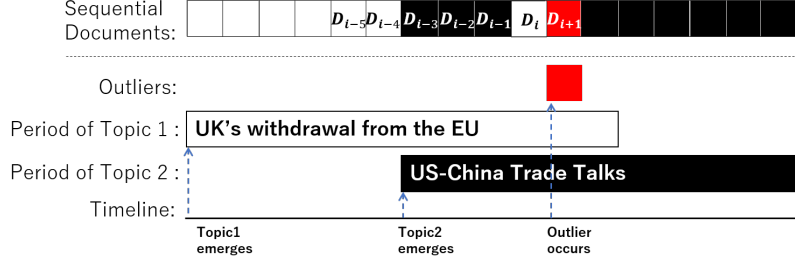 Sequential
Documents:
D_{i-5} D_{i-4} D_{i-3} D_{i-2} D_{i-1} D_i D_{i+1}
Outliers:
Period of Topic 1 : UK's withdrawal from the EU
Period of Topic 2 : US-China Trade Talks
Timeline:
Topic1
emerges
Topic2
emerges
Outlier
occurs